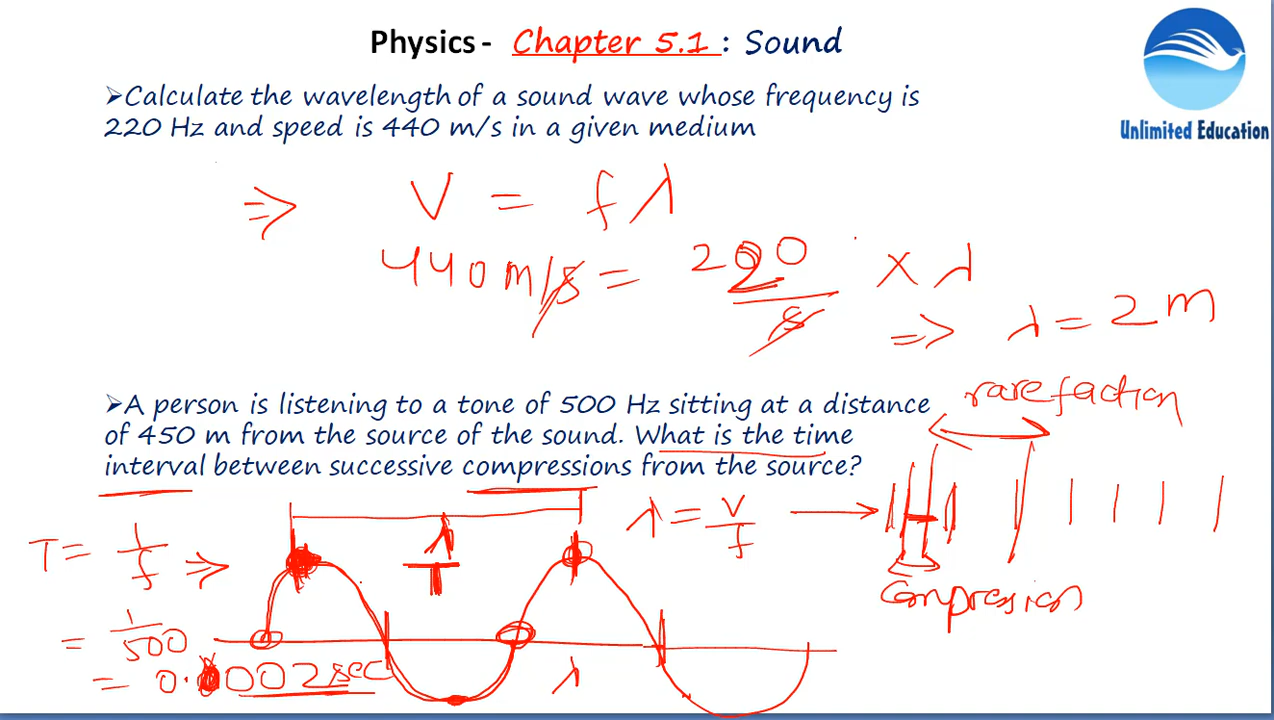 Physics - Chapter 5.1 : Sound
Unlimited Education
➢Calculate the wavelength of a sound wave whose frequency is
220 Hz and speed is 440 m/s in a given medium
⇒ V = f λ
440 m/s = 220/s × λ
⇒ λ = 2 m
➢A person is listening to a tone of 500 Hz sitting at a distance
of 450 m from the source of the sound. What is the time
interval between successive compressions from the source?
rarefaction
λ = v/f
compression
T = 1/f ⇒
λ
T
= 1/500
= 0.002 sec
λ